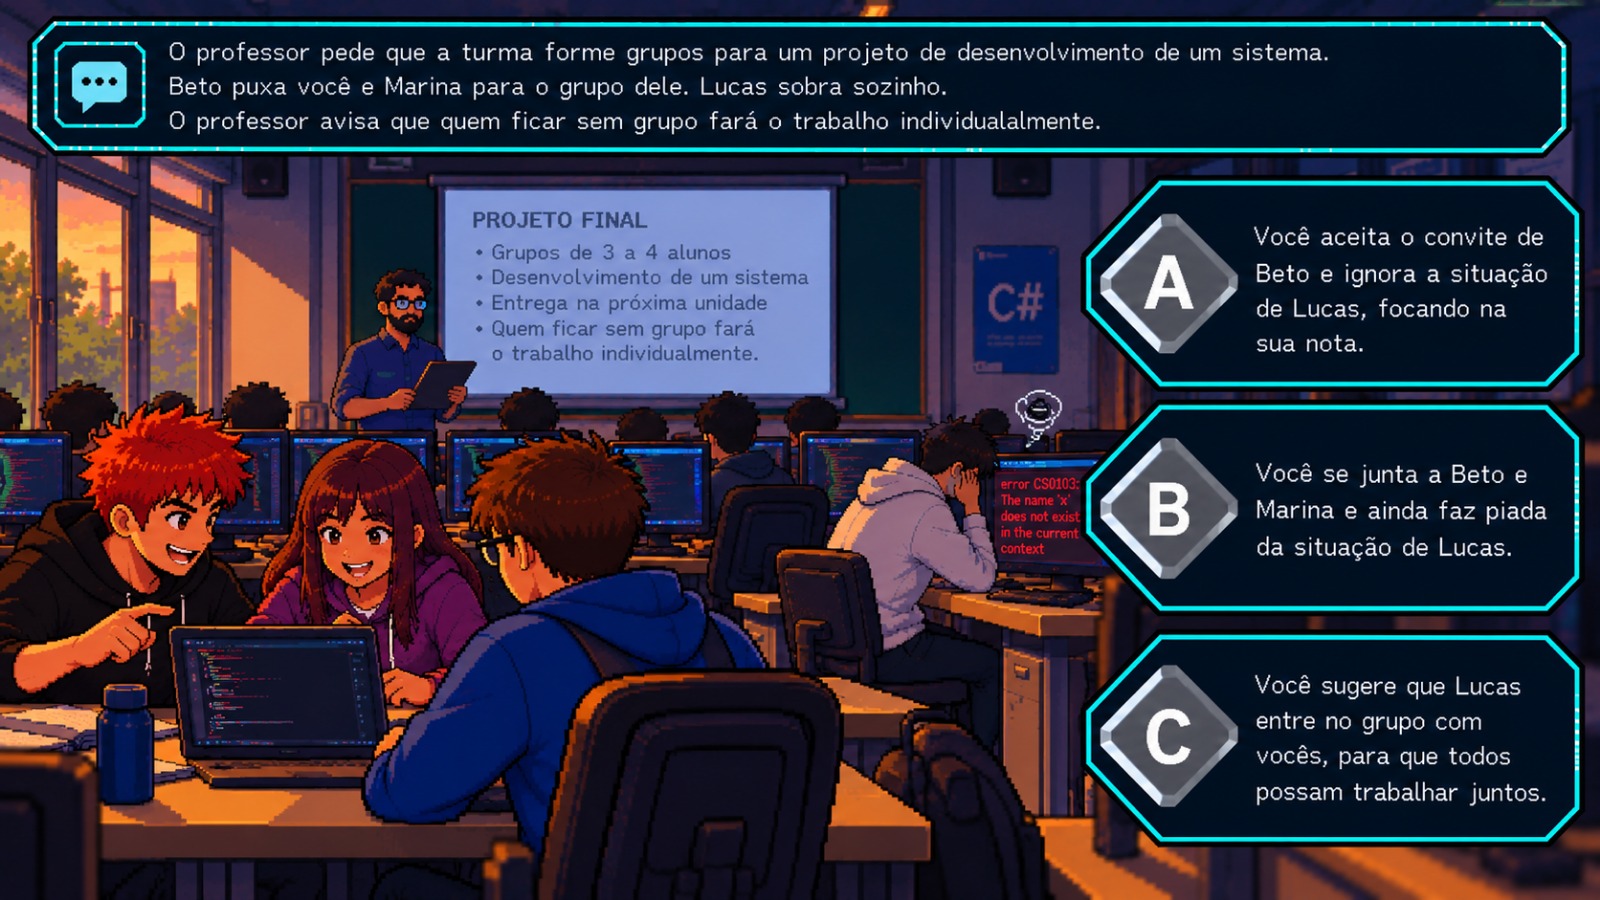 O professor pede que a turma forme grupos para um projeto de desenvolvimento de um sistema.
Beto puxa você e Marina para o grupo dele. Lucas sobra sozinho.
O professor avisa que quem ficar sem grupo fará o trabalho individualalmente.
PROJETO FINAL
• Grupos de 3 a 4 alunos
• Desenvolvimento de um sistema
• Entrega na próxima unidade
• Quem ficar sem grupo fará
o trabalho individualmente.
C#
error CS0103:
The name 'x'
does not exist
in the current
context
A
Você aceita o convite de
Beto e ignora a situação
de Lucas, focando na
sua nota.
B
Você se junta a Beto e
Marina e ainda faz piada
da situação de Lucas.
C
Você sugere que Lucas
entre no grupo com
vocês, para que todos
possam trabalhar juntos.